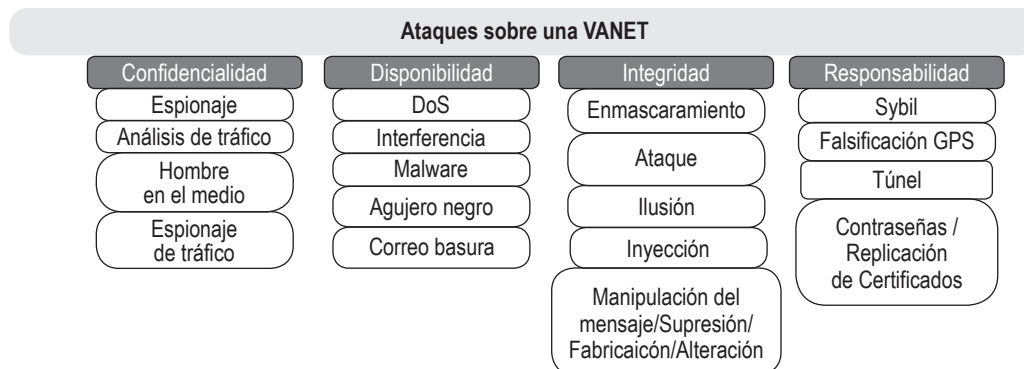 Ataques sobre una VANET
Confidencialidad
Espionaje
Análisis de tráfico
Hombre
en el medio
Espionaje
de tráfico
Disponibilidad
DoS
Interferencia
Malware
Agujero negro
Correo basura
Integridad
Enmascaramiento
Ataque
Ilusión
Inyección
Manipulación del
mensaje/Supresión/
Fabricaicón/Alteración
Responsabilidad
Sybil
Falsificación GPS
Túnel
Contraseñas /
Replicación
de Certificados